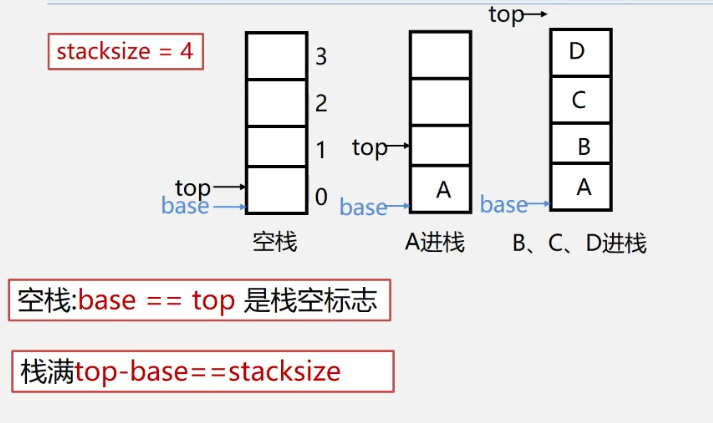 stacksize = 4
top
D
3
C
2
B
1
top
A
A
0
top
base
base
base
空栈
A进栈
B、C、D进栈
空栈:base == top 是栈空标志
栈满top-base==stacksize